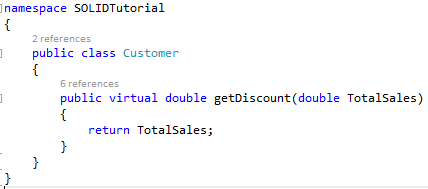 namespace SOLIDTutorial
{
2 references
public class Customer
{
6 references
public virtual double getDiscount(double TotalSales)
{
return TotalSales;
}
}
}